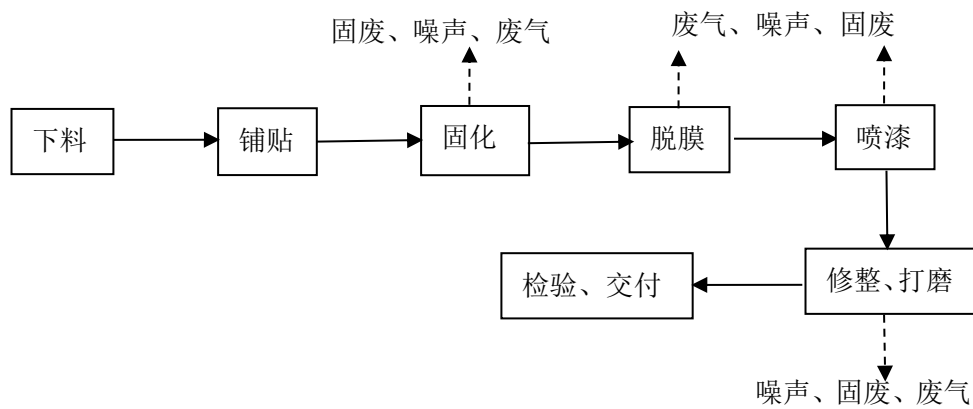 固废、噪声、废气
废气、噪声、固废
下料
铺贴
固化
脱膜
喷漆
检验、交付
修整、打磨
噪声、固废、废气